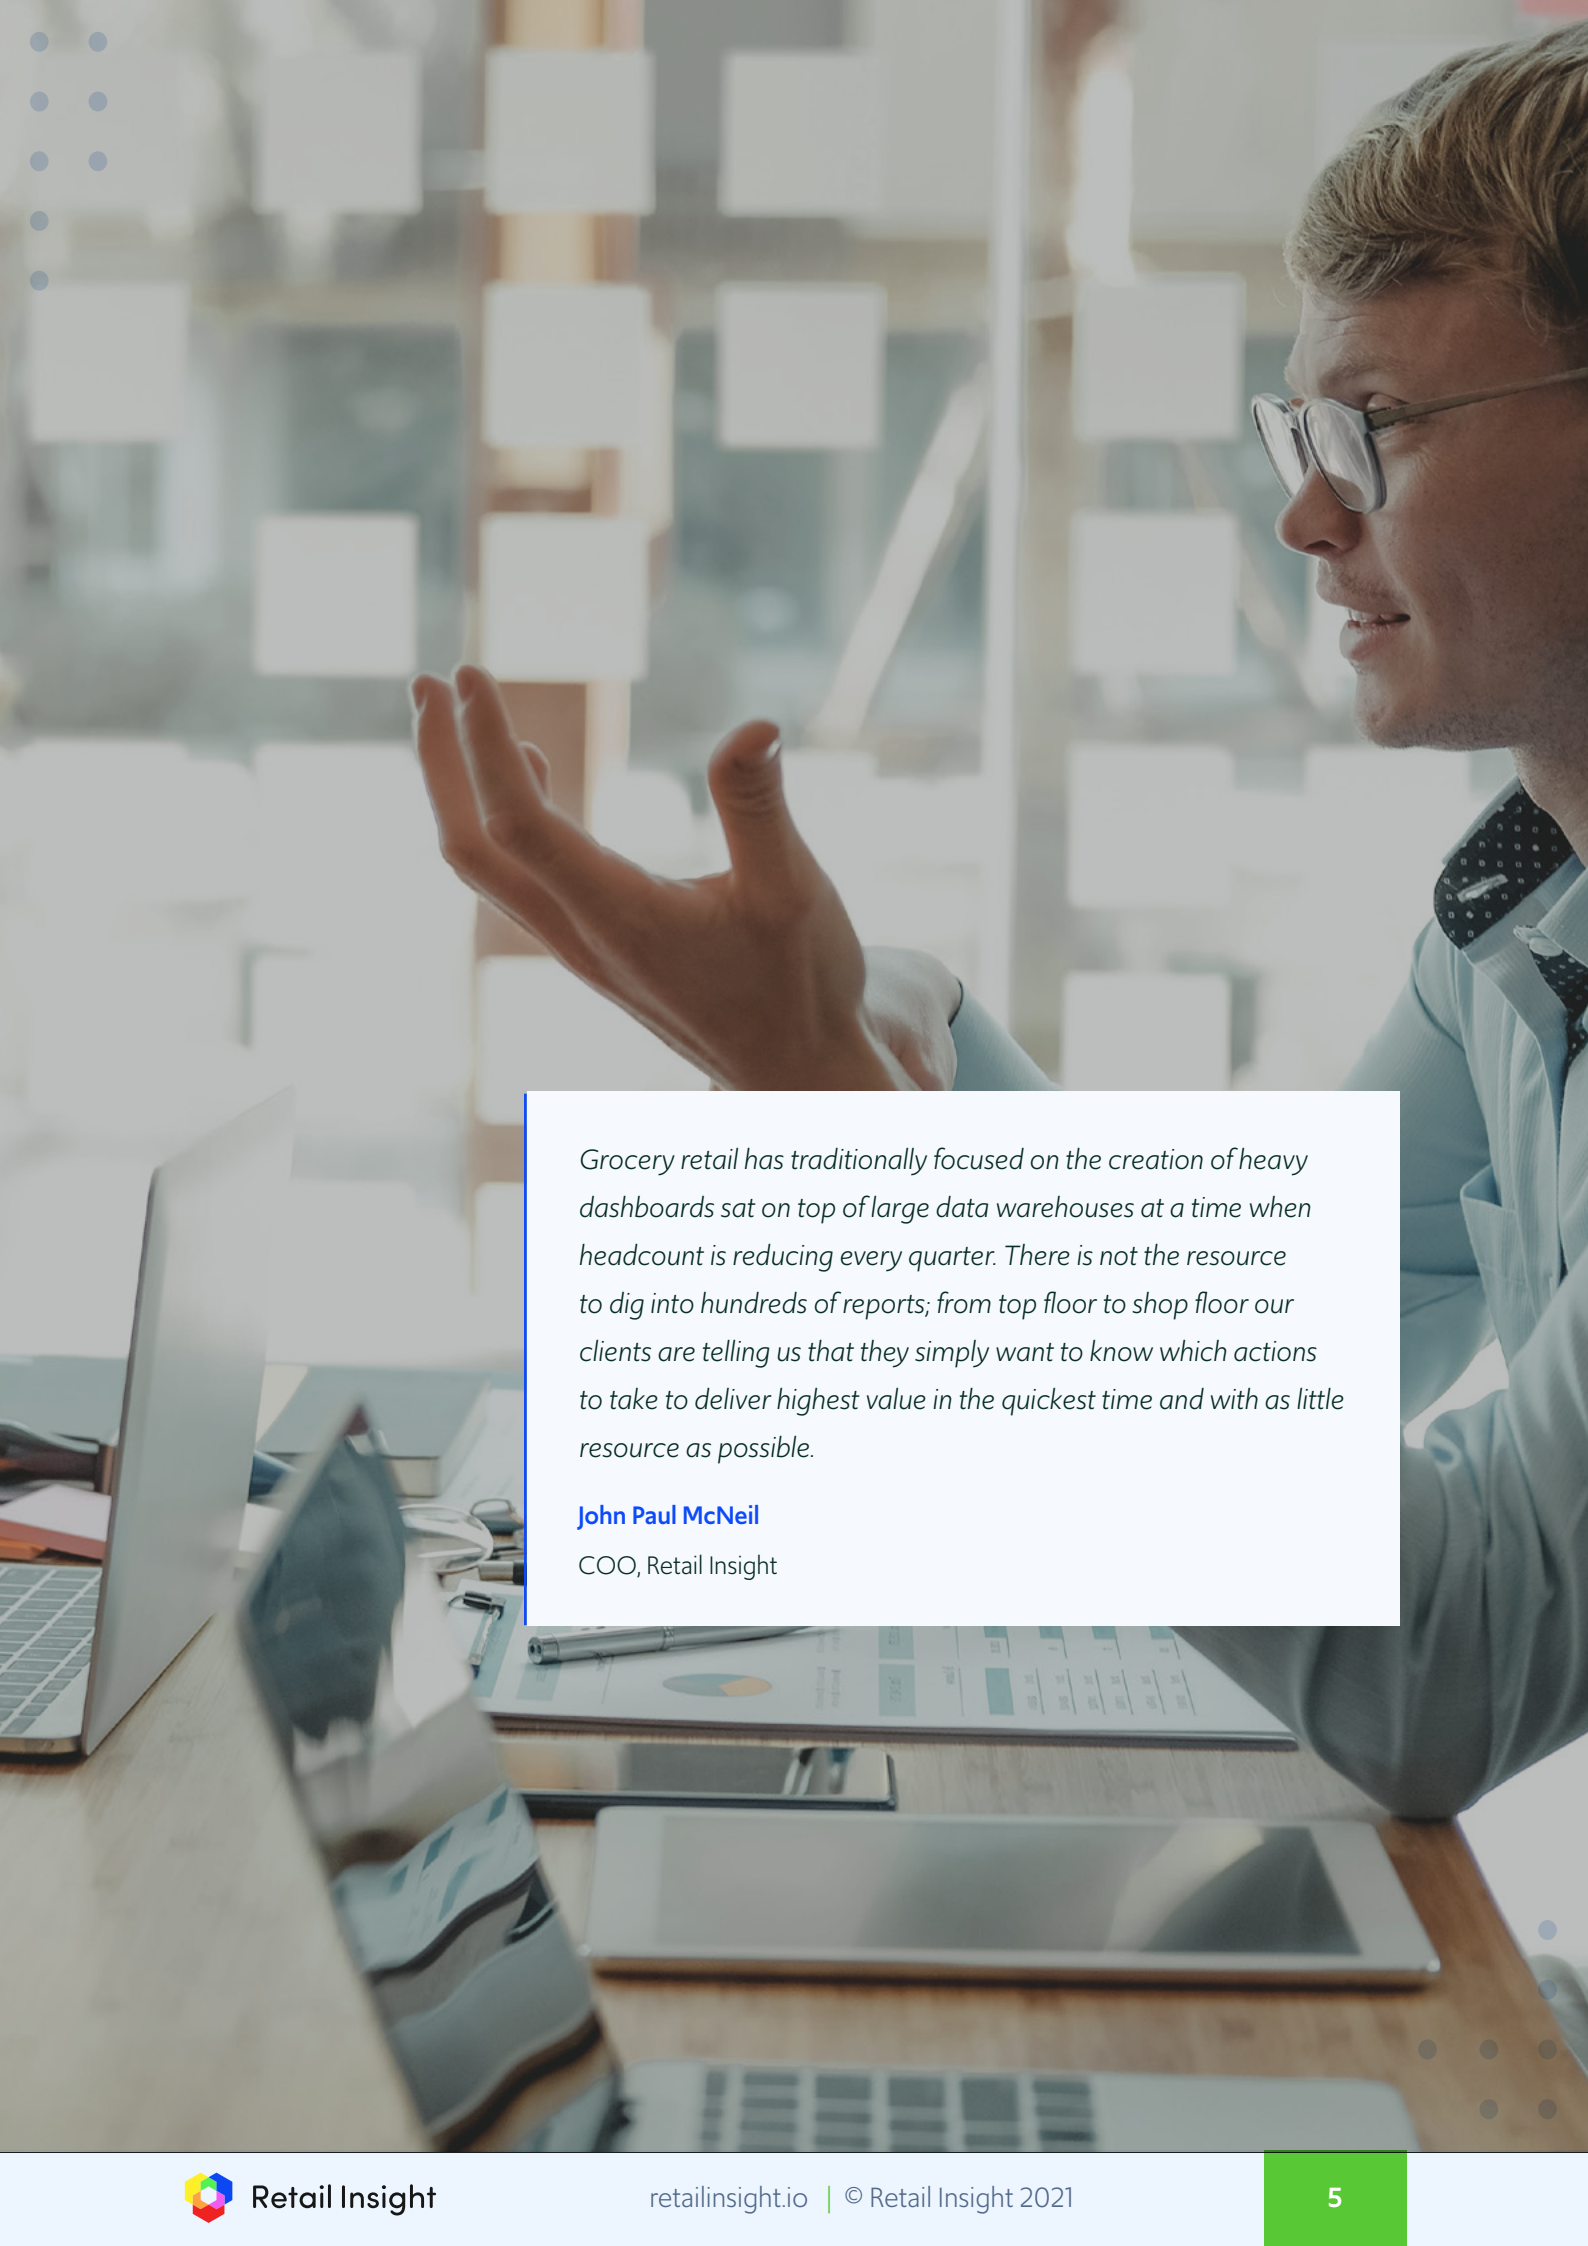 Grocery retail has traditionally focused on the creation of heavy
dashboards sat on top of large data warehouses at a time when
headcount is reducing every quarter. There is not the resource
to dig into hundreds of reports; from top floor to shop floor our
clients are telling us that they simply want to know which actions
to take to deliver highest value in the quickest time and with as little
resource as possible.
John Paul McNeil
COO, Retail Insight
Retail Insight
retailinsight.io | © Retail Insight 2021
5